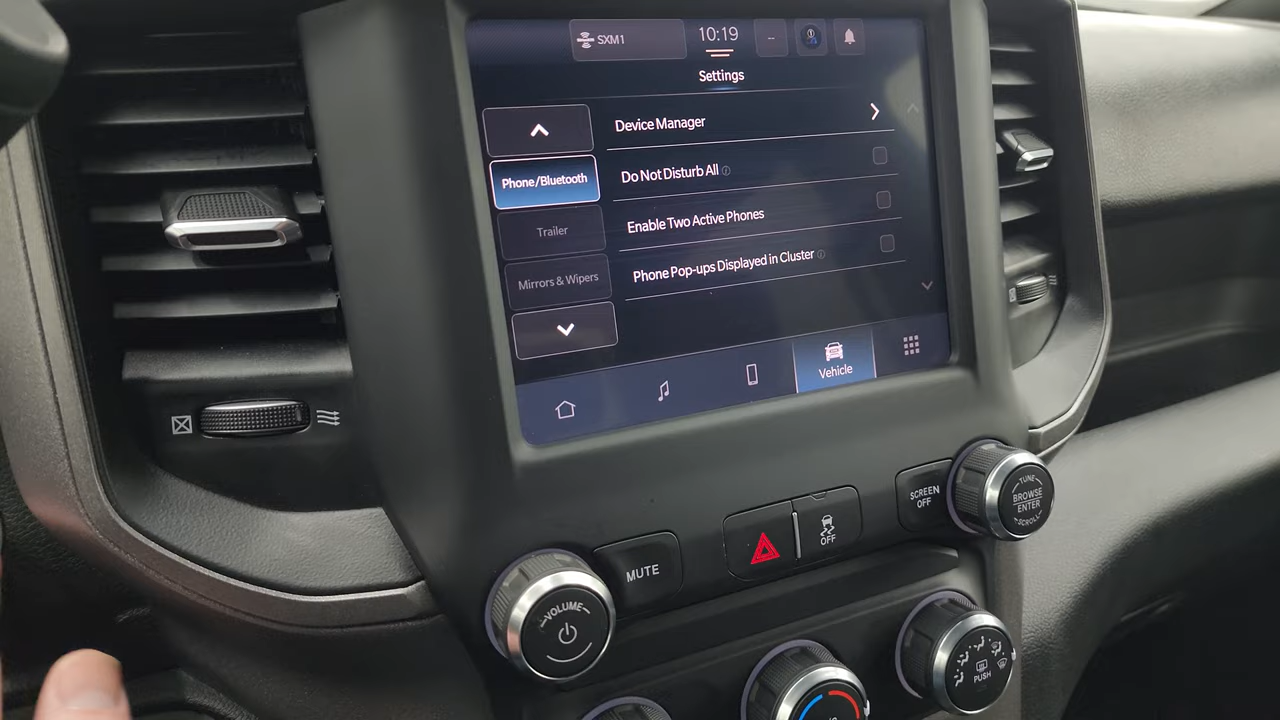 SXM1
10:19
--
Settings
Device Manager
Phone/Bluetooth
Do Not Disturb All
Trailer
Enable Two Active Phones
Mirrors & Wipers
Phone Pop-ups Displayed in Cluster
Vehicle
SCREEN
OFF
TUNE
BROWSE
ENTER
SCROLL
OFF
MUTE
VOLUME
PUSH